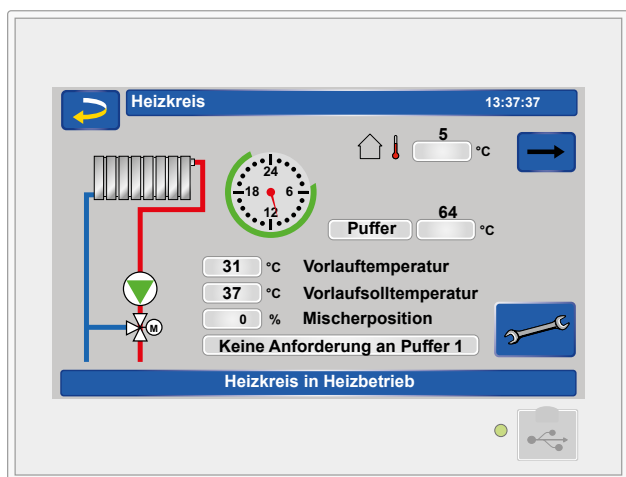 Heizkreis 13:37:37
5 °C
24
18 6
12
64
Puffer °C
31 °C Vorlauftemperatur
37 °C Vorlaufsolltemperatur
0 % Mischerposition
M
Keine Anforderung an Puffer 1
Heizkreis in Heizbetrieb